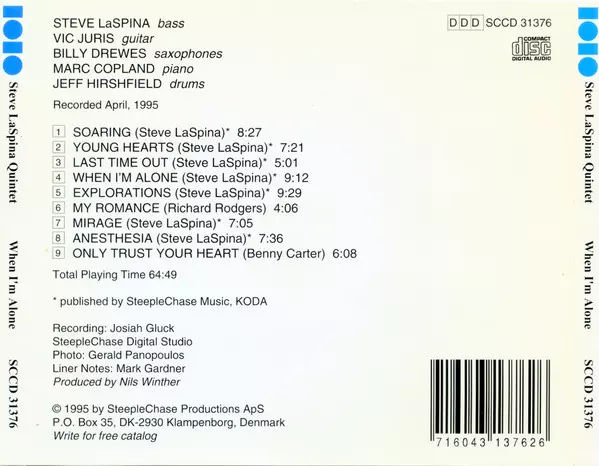 STEVE LaSPINA bass
VIC JURIS guitar
BILLY DREWES saxophones
MARC COPLAND piano
JEFF HIRSHFIELD drums
Recorded April, 1995
DDD SCCD 31376
COMPACT
disc
DIGITAL AUDIO
1 SOARING (Steve LaSpina)* 8:27
2 YOUNG HEARTS (Steve LaSpina)* 7:21
3 LAST TIME OUT (Steve LaSpina)* 5:01
4 WHEN I'M ALONE (Steve LaSpina)* 9:12
5 EXPLORATIONS (Steve LaSpina)* 9:29
6 MY ROMANCE (Richard Rodgers) 4:06
7 MIRAGE (Steve LaSpina)* 7:05
8 ANESTHESIA (Steve LaSpina)* 7:36
9 ONLY TRUST YOUR HEART (Benny Carter) 6:08
Total Playing Time 64:49
* published by SteepleChase Music, KODA
Recording: Josiah Gluck
SteepleChase Digital Studio
Photo: Gerald Panopoulos
Liner Notes: Mark Gardner
Produced by Nils Winther
© 1995 by SteepleChase Productions ApS
P.O. Box 35, DK-2930 Klampenborg, Denmark
Write for free catalog
716043 137626
Steve LaSpina Quintet When I'm Alone SCCD 31376
Steve LaSpina Quintet When I'm Alone SCCD 31376